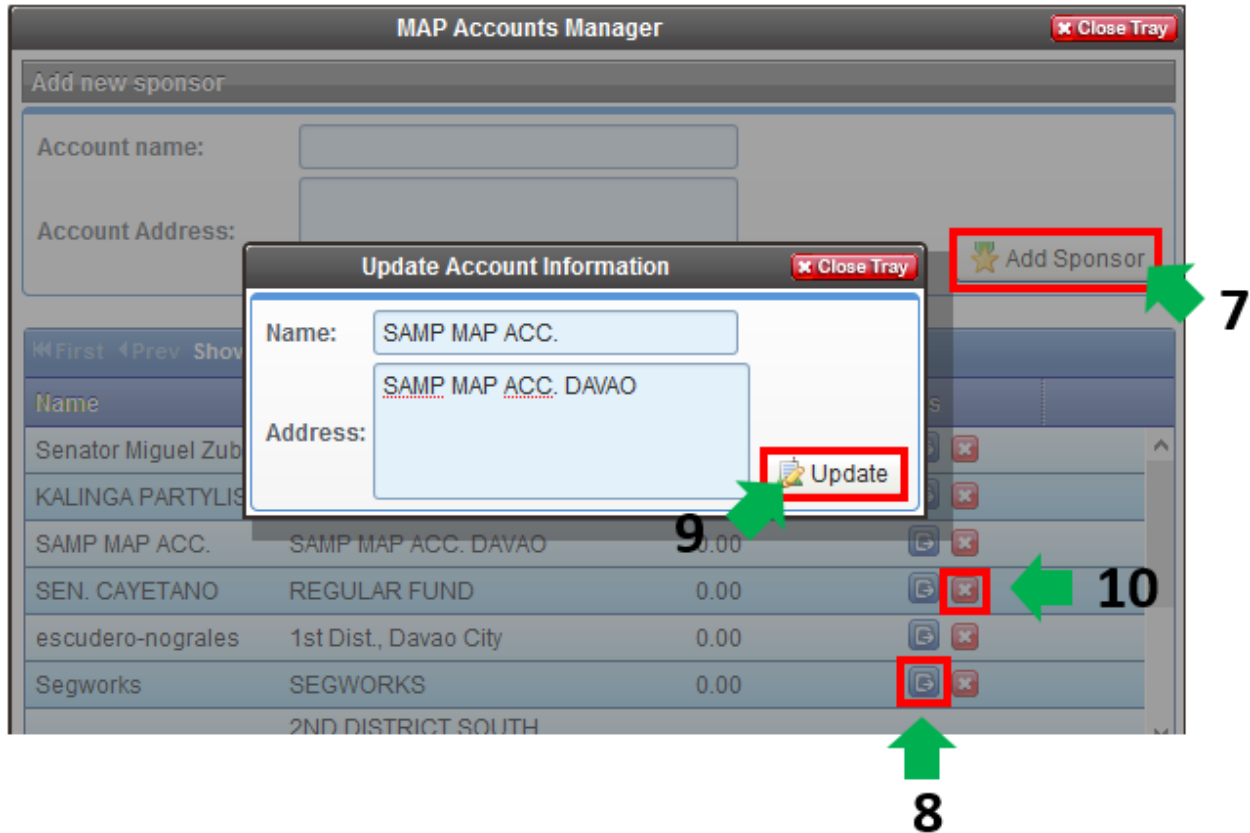 MAP Accounts Manager
Close Tray
Add new sponsor
Account name:
Account Address:
Add Sponsor
7
Update Account Information
Close Tray
Name:
SAMP MAP ACC.
SAMP MAP ACC. DAVAO
Address:
Update
9
First Prev Show
Name
Senator Miguel Zub
KALINGA PARTYLIS
SAMP MAP ACC. SAMP MAP ACC. DAVAO 0.00
SEN. CAYETANO REGULAR FUND 0.00
10
escudero-nograles 1st Dist., Davao City 0.00
Segworks SEGWORKS 0.00
2ND DISTRICT SOUTH
8